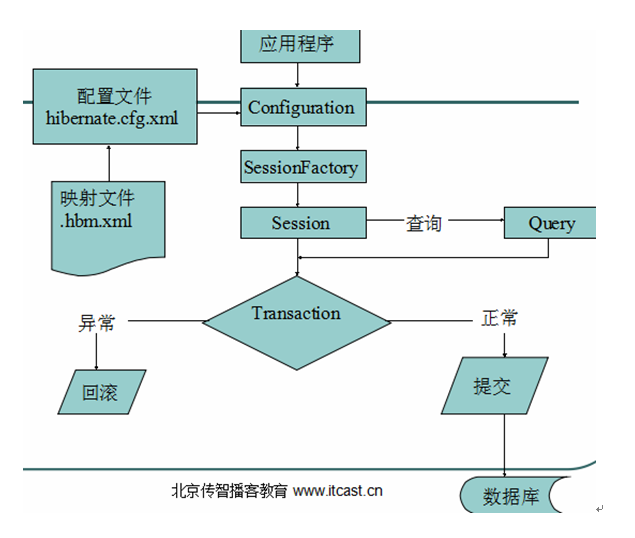 应用程序
配置文件
hibernate.cfg.xml
Configuration
SessionFactory
映射文件
.hbm.xml
Session
查询
Query
Transaction
异常
正常
回滚
提交
北京传智播客教育 www.itcast.cn
数据库